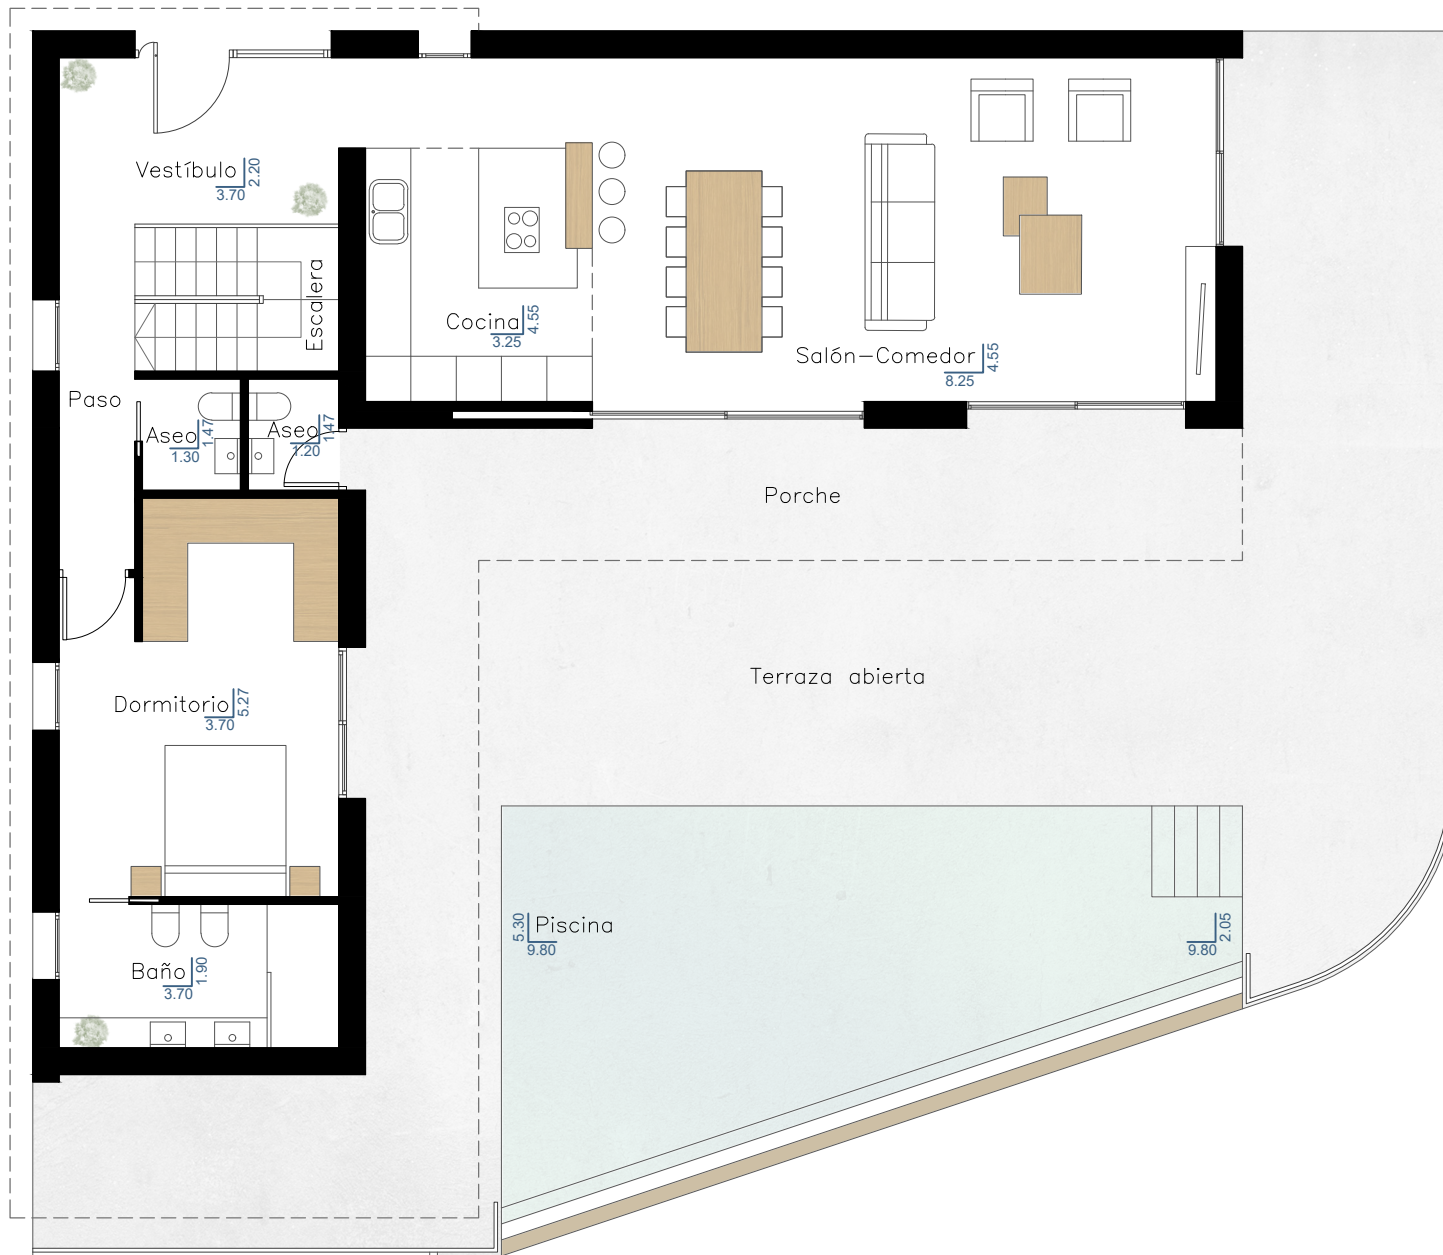 Vestíbulo
2.20
3.70
Escalera
Cocina
4.55
3.25
Salón-Comedor
4.55
8.25
Paso
Aseo
1.47
1.30
Aseo
1.47
1.20
Porche
Terraza abierta
Dormitorio
5.27
3.70
Piscina
5.30
9.80
2.05
9.80
Baño
1.90
3.70